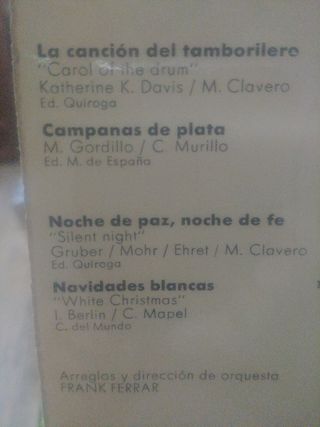 La canción del tamborilero
"Carol of the drum"
Katherine K. Davis / M. Clavero
Ed. Quiroga
Campanas de plata
M. Gordillo / C. Murillo
Ed. M. de España
Noche de paz, noche de fe
"Silent night"
Gruber / Mohr / Ehret / M. Clavero
Ed. Quiroga
Navidades blancas
"White Christmas"
I. Berlin / C. Mapel
C. del Mundo
Arreglos y dirección de orquesta
FRANK FERRAR